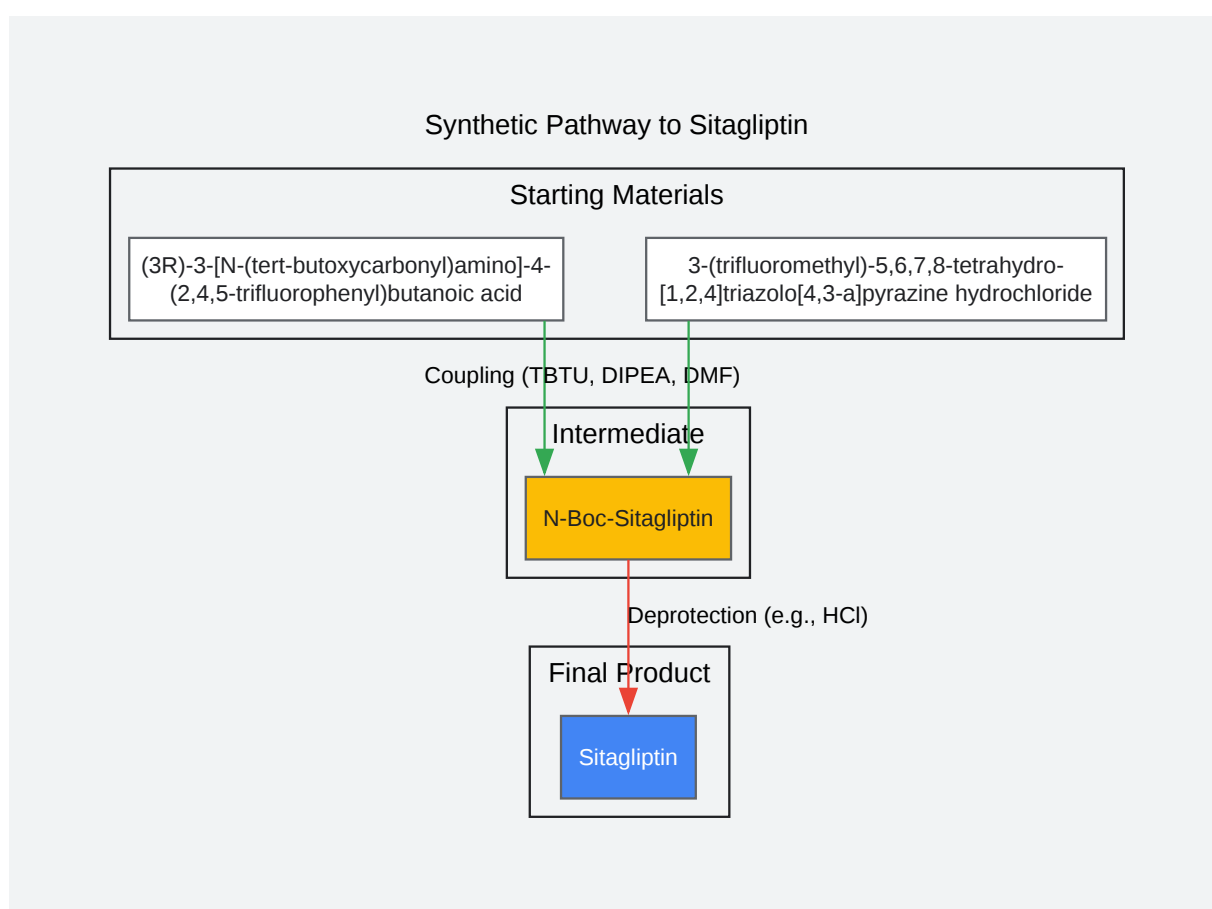 Synthetic Pathway to Sitagliptin
Starting Materials
(3R)-3-[N-(tert-butoxycarbonyl)amino]-4-
(2,4,5-trifluorophenyl)butanoic acid
3-(trifluoromethyl)-5,6,7,8-tetrahydro-
[1,2,4]triazolo[4,3-a]pyrazine hydrochloride
Coupling (TBTU, DIPEA, DMF)
Intermediate
N-Boc-Sitagliptin
Deprotection (e.g., HCl)
Final Product
Sitagliptin